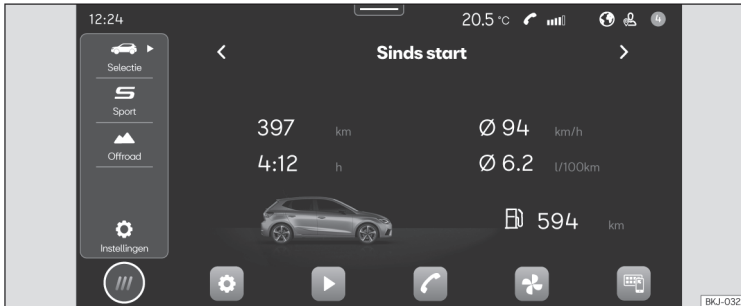 12:24
20.5 °C
4
Selectie
Sinds start
Sport
397 km
Ø 94 km/h
Offroad
4:12 h
Ø 6.2 l/100km
594 km
Instellingen
BKJ-032